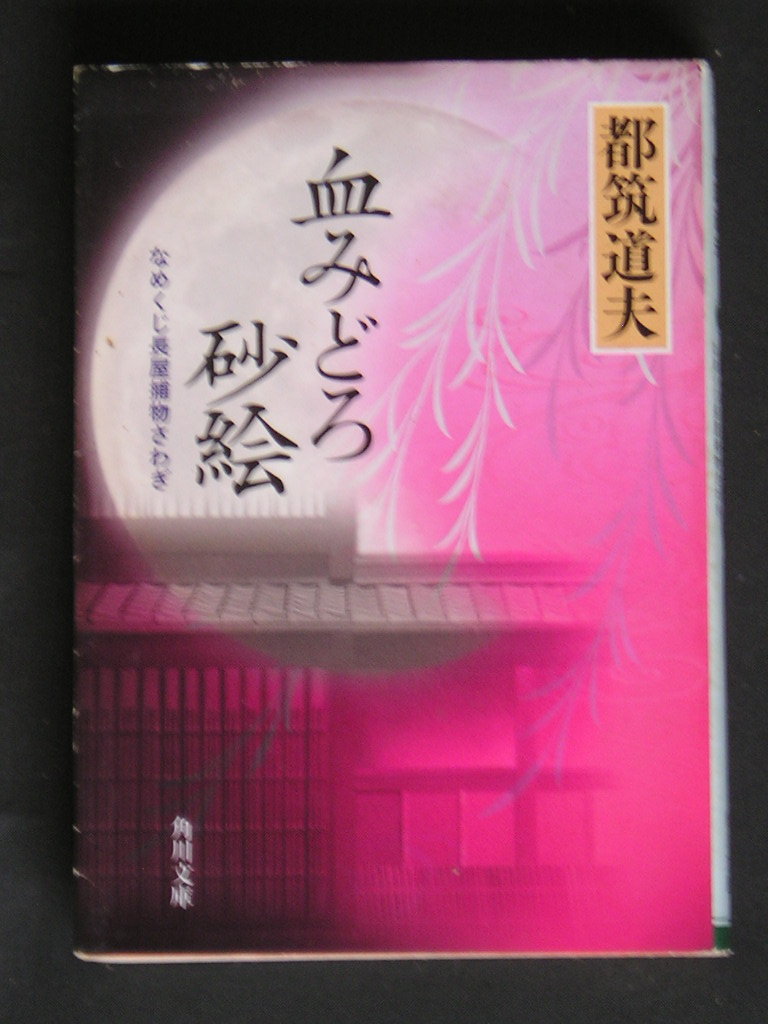 都筑道夫
血みどろ
砂絵
なめくじ長屋捕物さわぎ
角川文庫